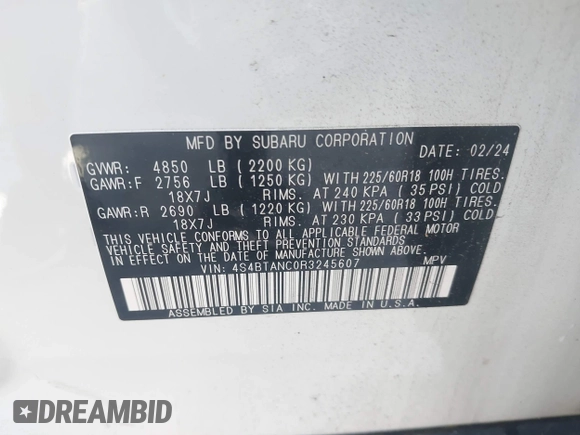 MFD BY SUBARU CORPORATION
DATE: 02/24
GVWR: 4850 LB ( 2200 KG)
GAWR:F 2756 LB ( 1250 KG) WITH 225/60R18 100H TIRES.
18X7J RIMS. AT 240 KPA ( 35 PSI) COLD
GAWR:R 2690 LB ( 1220 KG) WITH 225/60R18 100H TIRES.
18X7J RIMS. AT 230 KPA ( 33 PSI) COLD
THIS VEHICLE CONFORMS TO ALL APPLICABLE FEDERAL MOTOR
VEHICLE SAFETY AND THEFT PREVENTION STANDARDS
IN EFFECT ON THE DATE OF MANUFACTURE SHOWN ABOVE.
VIN: 4S4BTANC0R3245607 MPV
ASSEMBLED BY SIA INC. MADE IN U.S.A.
DREAMBID